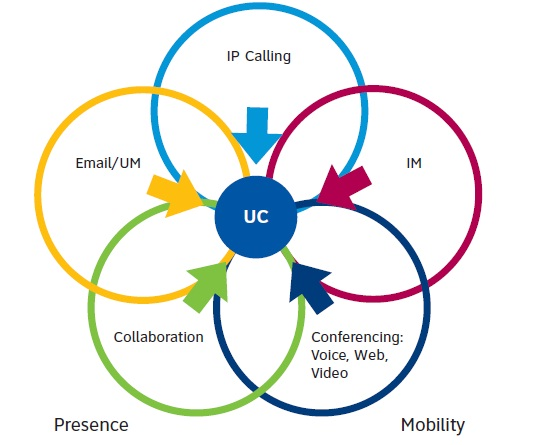 IP Calling
Email/UM
IM
UC
Collaboration
Conferencing:
Voice, Web,
Video
Presence
Mobility